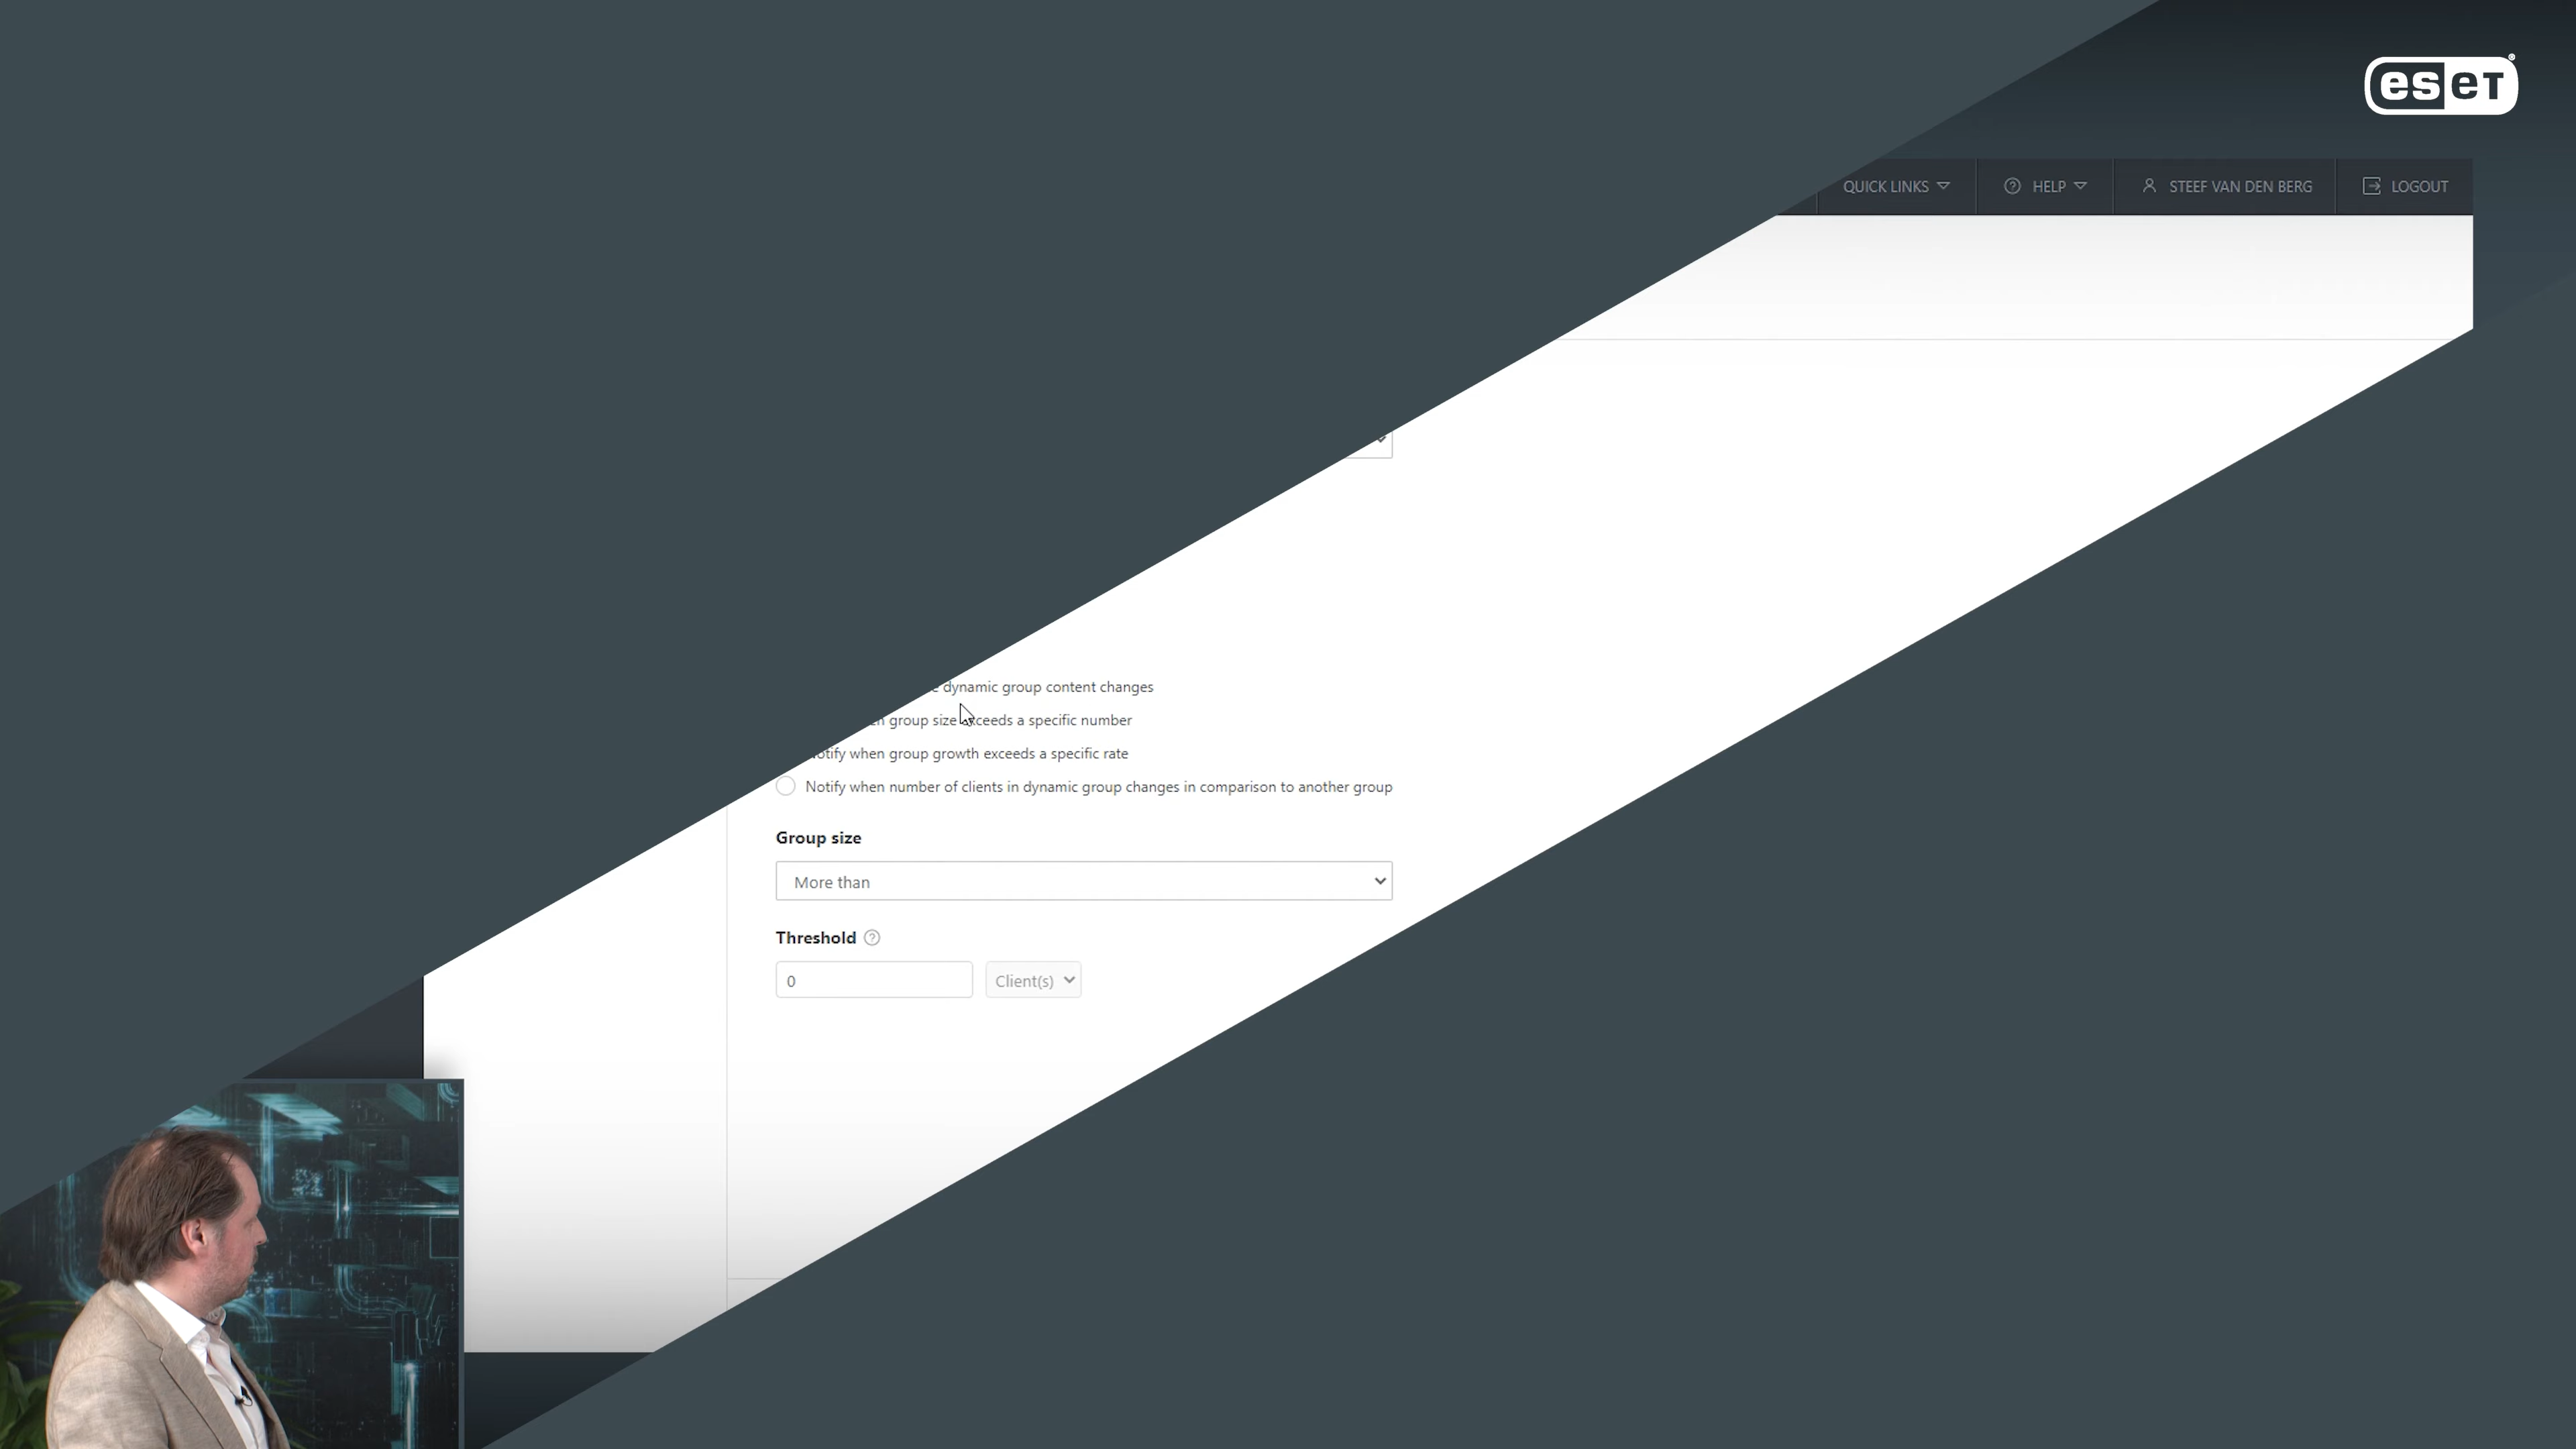 eset
QUICK LINKS HELP STEEF VAN DEN BERG LOGOUT
dynamic group content changes
group size exceeds a specific number
Notify when group growth exceeds a specific rate
Notify when number of clients in dynamic group changes in comparison to another group
Group size
More than
Threshold
0 Client(s)